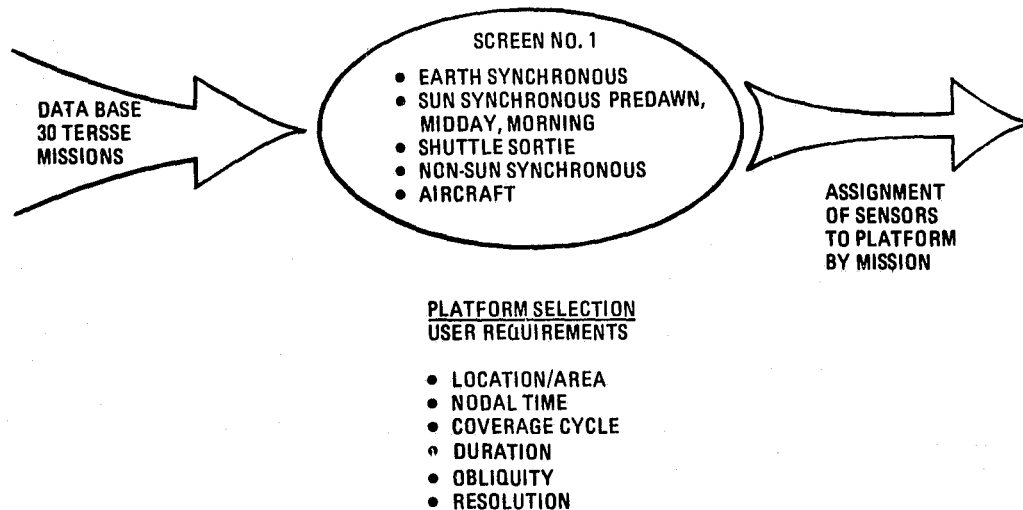 DATA BASE
30 TERSSE
MISSIONS
SCREEN NO. 1
• EARTH SYNCHRONOUS
• SUN SYNCHRONOUS PREDAWN,
MIDDAY, MORNING
• SHUTTLE SORTIE
• NON-SUN SYNCHRONOUS
• AIRCRAFT
ASSIGNMENT
OF SENSORS
TO PLATFORM
BY MISSION
PLATFORM SELECTION
USER REQUIREMENTS
• LOCATION/AREA
• NODAL TIME
• COVERAGE CYCLE
• DURATION
• OBLIQUITY
• RESOLUTION